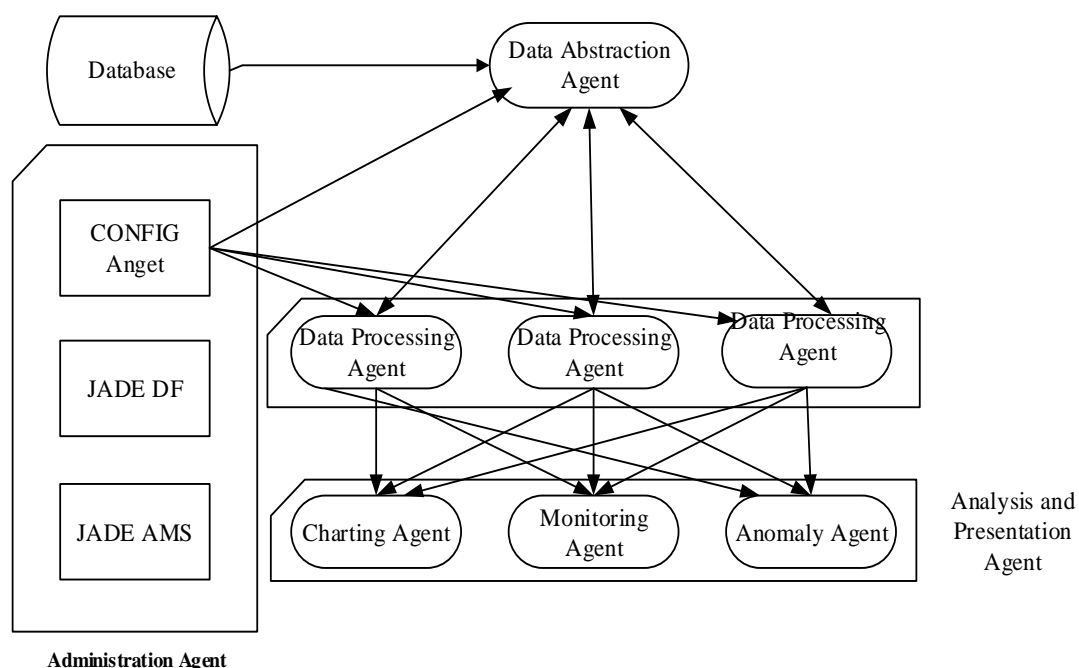 Database
Data Abstraction
Agent
CONFIG
Anget
JADE DF
JADE AMS
Administration Agent
Data Processing
Agent
Data Processing
Agent
Data Processing
Agent
Charting Agent
Monitoring
Agent
Anomaly Agent
Analysis and
Presentation
Agent